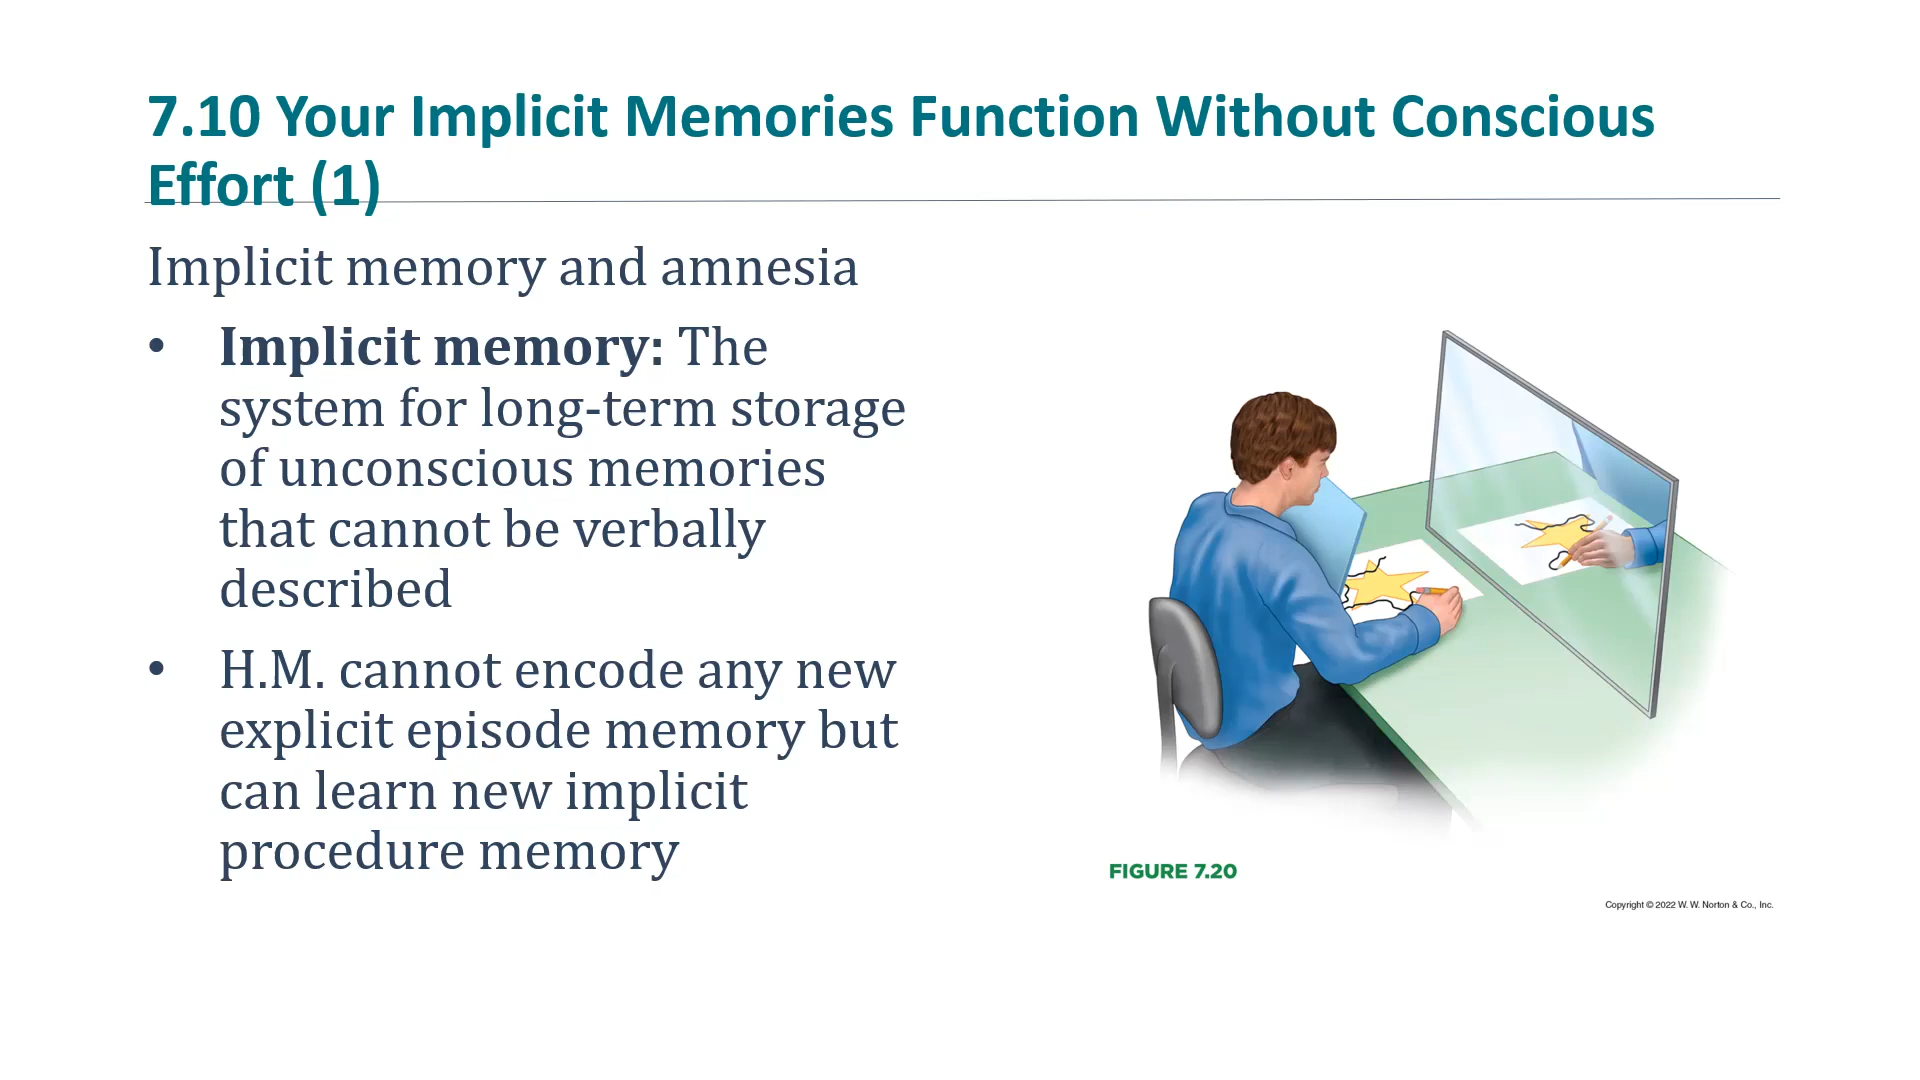 7.10 Your Implicit Memories Function Without Conscious
Effort (1)
Implicit memory and amnesia
• Implicit memory: The
system for long-term storage
of unconscious memories
that cannot be verbally
described
• H.M. cannot encode any new
explicit episode memory but
can learn new implicit
procedure memory
FIGURE 7.20
Copyright © 2022 W. W. Norton & Co., Inc.